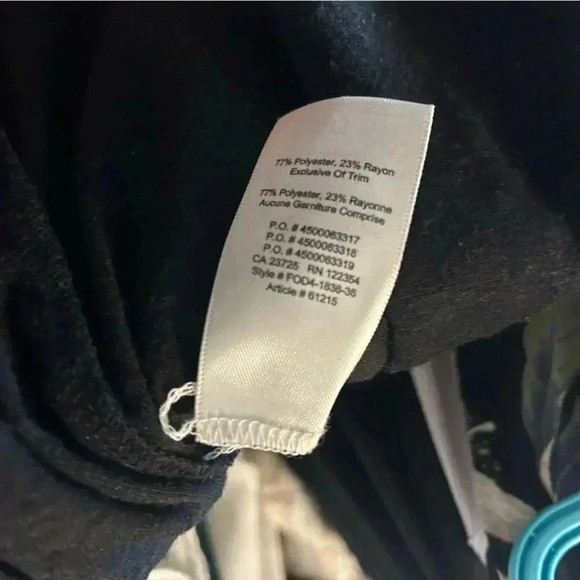 77% Polyester, 23% Rayon
Exclusive Of Trim
77% Polyester, 23% Rayonne
Aucune Garniture Comprise
P.O. # 4500063317
P.O. # 4500063318
P.O. # 4500063319
CA 23725 RN 122354
Style # FOD4-1836-36
Article # 61215